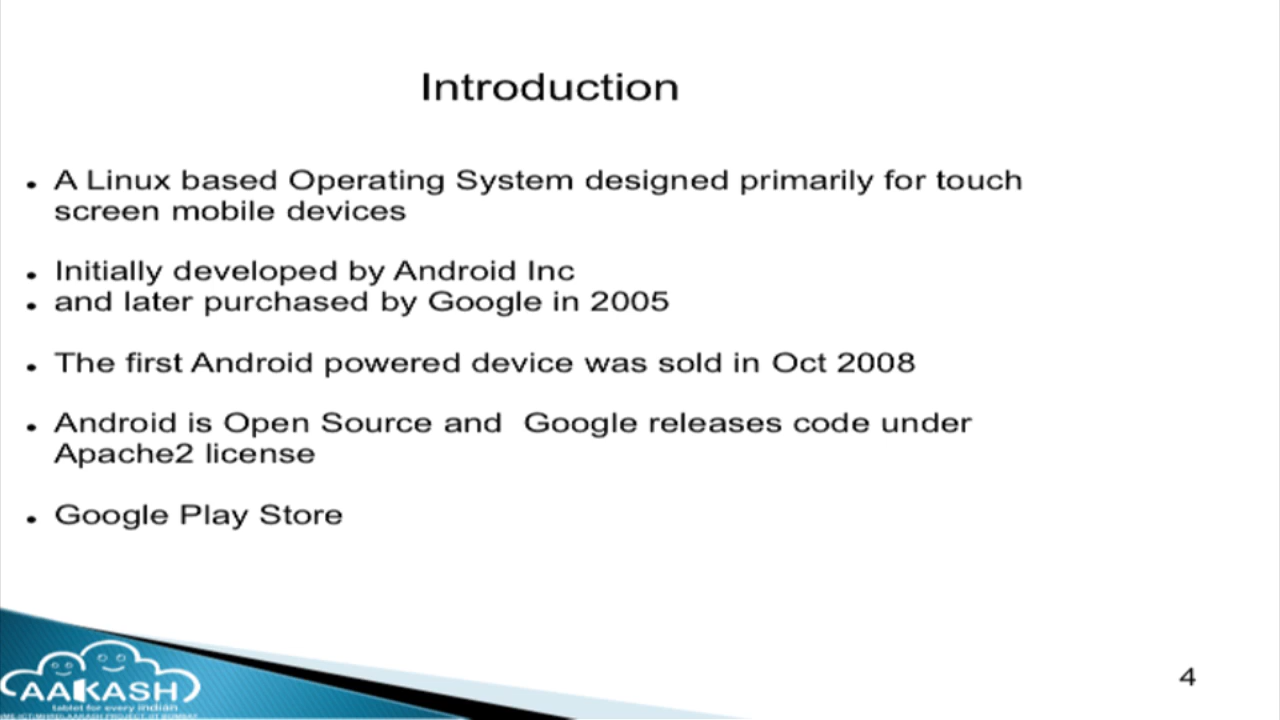 Introduction
• A Linux based Operating System designed primarily for touch
screen mobile devices
• Initially developed by Android Inc
• and later purchased by Google in 2005
• The first Android powered device was sold in Oct 2008
• Android is Open Source and  Google releases code under
Apache2 license
• Google Play Store
AAKASH
tablet for every indian
4